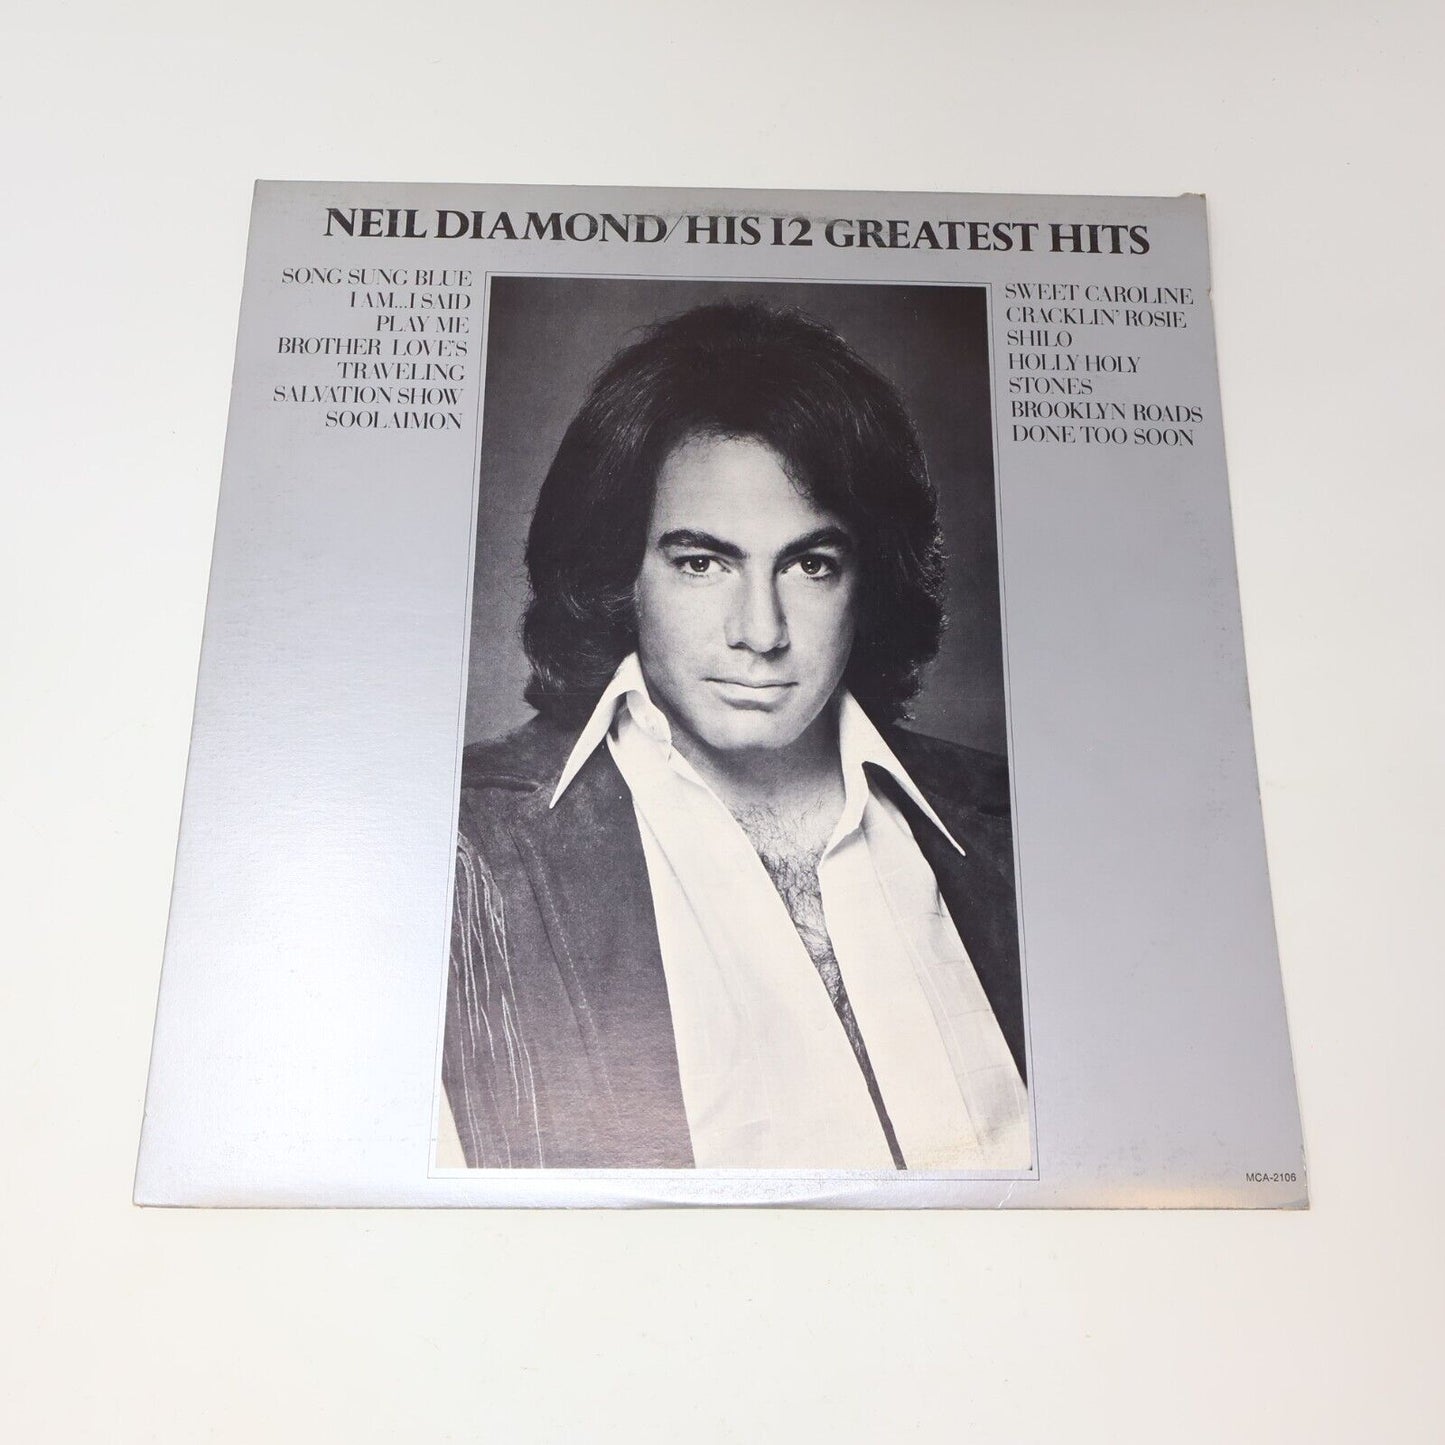 NEIL DIAMOND/HIS 12 GREATEST HITS
SONG SUNG BLUE
I AM...I SAID
PLAY ME
BROTHER LOVE'S
TRAVELING
SALVATION SHOW
SOOLAIMON
SWEET CAROLINE
CRACKLIN' ROSIE
SHILO
HOLLY HOLY
STONES
BROOKLYN ROADS
DONE TOO SOON
MCA-2106